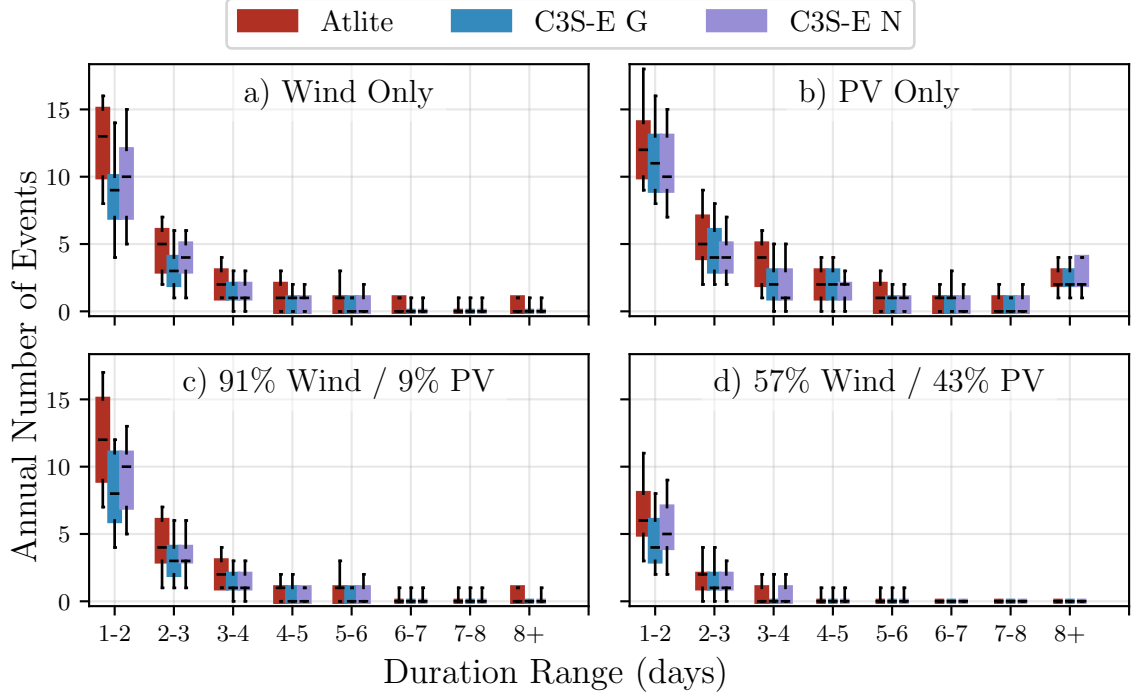 Atlite C3S-E G C3S-E N
a) Wind Only
b) PV Only
15
10
5
0
c) 91% Wind / 9% PV
d) 57% Wind / 43% PV
15
10
5
0
Annual Number of Events
1-2 2-3 3-4 4-5 5-6 6-7 7-8 8+
1-2 2-3 3-4 4-5 5-6 6-7 7-8 8+
Duration Range (days)